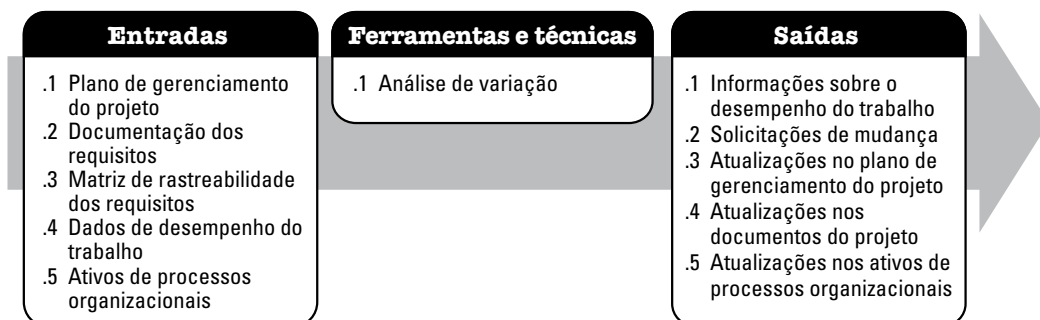 Entradas
.1 Plano de gerenciamento
do projeto
.2 Documentação dos
requisitos
.3 Matriz de rastreabilidade
dos requisitos
.4 Dados de desempenho do
trabalho
.5 Ativos de processos
organizacionais
Ferramentas e técnicas
.1 Análise de variação
Saídas
.1 Informações sobre o
desempenho do trabalho
.2 Solicitações de mudança
.3 Atualizações no plano de
gerenciamento do projeto
.4 Atualizações nos
documentos do projeto
.5 Atualizações nos ativos de
processos organizacionais